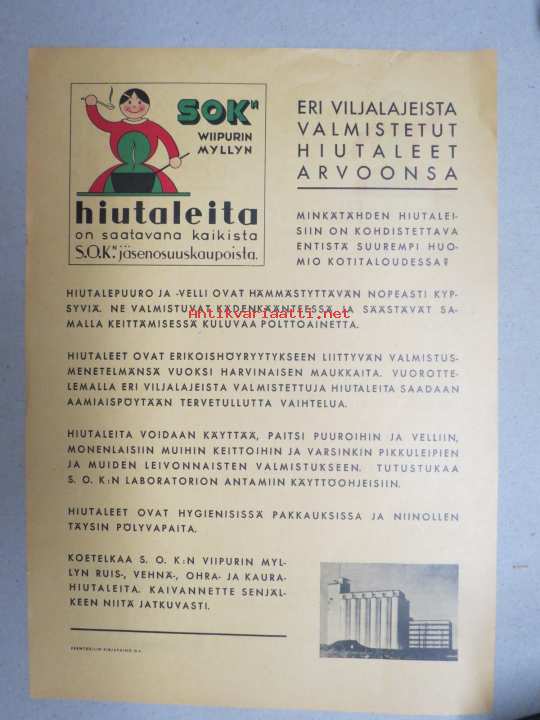 SOKN
WIIPURIN
MYLLYN
hiutaleita
on saatavana kaikista
S.O.K:N jäsenosuuskaupoista.
ERI VILJALAJEISTA
VALMISTETUT
HIUTALEET
ARVOONSA
MINKÄTÄHDEN HIUTALEI-
SIIN ON KOHDISTETTAVA
ENTISTÄ SUUREMPI HUO-
MIO KOTITALOUDESSA?
HIUTALEPUURO JA -VELLI OVAT HÄMMÄSTYTTÄVÄN NOPEASTI KYP-
SYVIÄ. NE VALMISTUVAT KÄDENKÄÄNTEESSÄ JA SÄÄSTÄVÄT SA-
MALLA KEITTÄMISESSÄ KULUVAA POLTTOAINETTA.
Antikvariaatti.net
HIUTALEET OVAT ERIKOISHÖYRYTYKSEEN LIITTYVÄN VALMISTUS-
MENETELMÄNSÄ VUOKSI HARVINAISEN MAUKKAITA. VUOROTTE-
LEMALLA ERI VILJALAJEISTA VALMISTETTUJA HIUTALEITA SAADAAN
AAMIAISPÖYTÄÄN TERVETULLUTTA VAIHTELUA.
HIUTALEITA VOIDAAN KÄYTTÄÄ, PAITSI PUUROIHIN JA VELLIIN,
MONENLAISIIN MUIHIN KEITTOIHIN JA VARSINKIN PIKKULEIPIEN
JA MUIDEN LEIVONNAISTEN VALMISTUKSEEN. TUTUSTUKAA
S. O. K:N LABORATORION ANTAMIIN KÄYTTÖOHJEISIIN.
HIUTALEET OVAT HYGIENISISSÄ PAKKAUKSISSA JA NIINOLLEN
TÄYSIN PÖLYVAPAITA.
KOETELKAA S. O. K:N VIIPURIN MYL-
LYN RUIS-, VEHNÄ-, OHRA- JA KAURA-
HIUTALEITA. KAIVANNETTE SENJÄL-
KEEN NIITÄ JATKUVASTI.